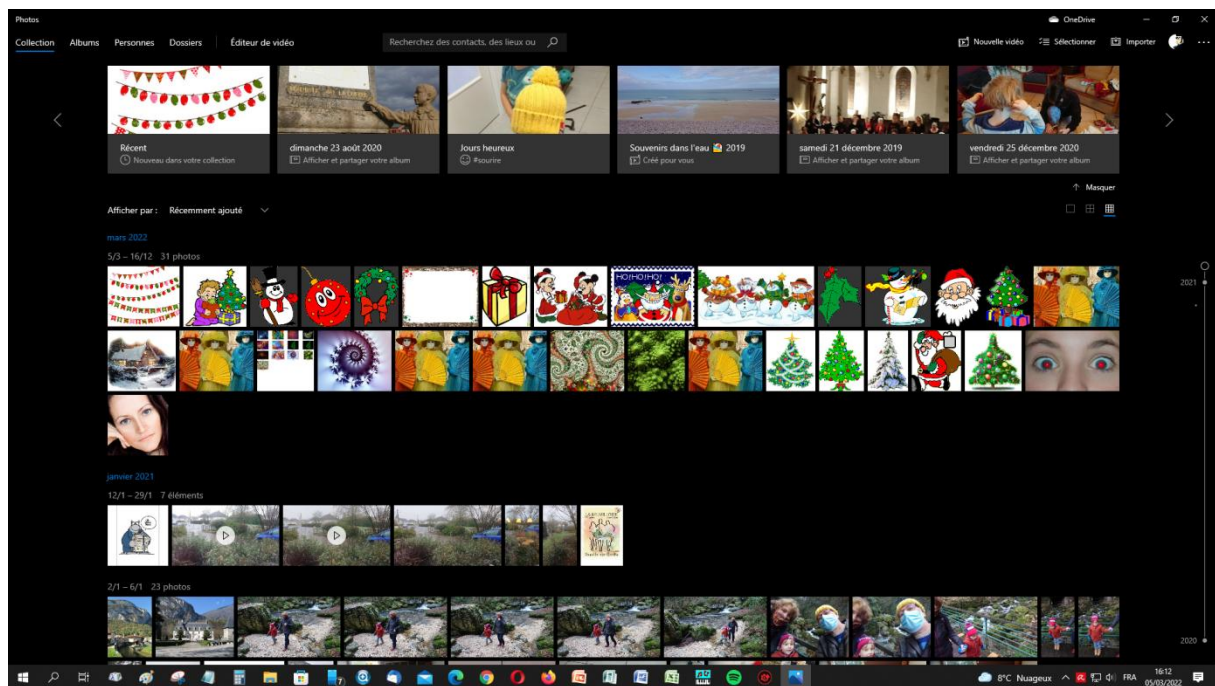 Photos
OneDrive
Collection Albums Personnes Dossiers Éditeur de vidéo
Recherchez des contacts, des lieux ou
Nouvelle vidéo Sélectionner Importer
Récent
Nouveau dans votre collection
dimanche 23 août 2020
Afficher et partager votre album
Jours heureux
#sourire
Souvenirs dans l'eau 2019
Créé pour vous
samedi 21 décembre 2019
Afficher et partager votre album
vendredi 25 décembre 2020
Afficher et partager votre album
Masquer
Afficher par : Récemment ajouté
mars 2022
5/3 – 16/12 31 photos
HO!HO!HO!
2021
janvier 2021
12/1 – 29/1 7 éléments
2/1 – 6/1 23 photos
2020
8°C Nuageux
FRA
16:12
05/03/2022